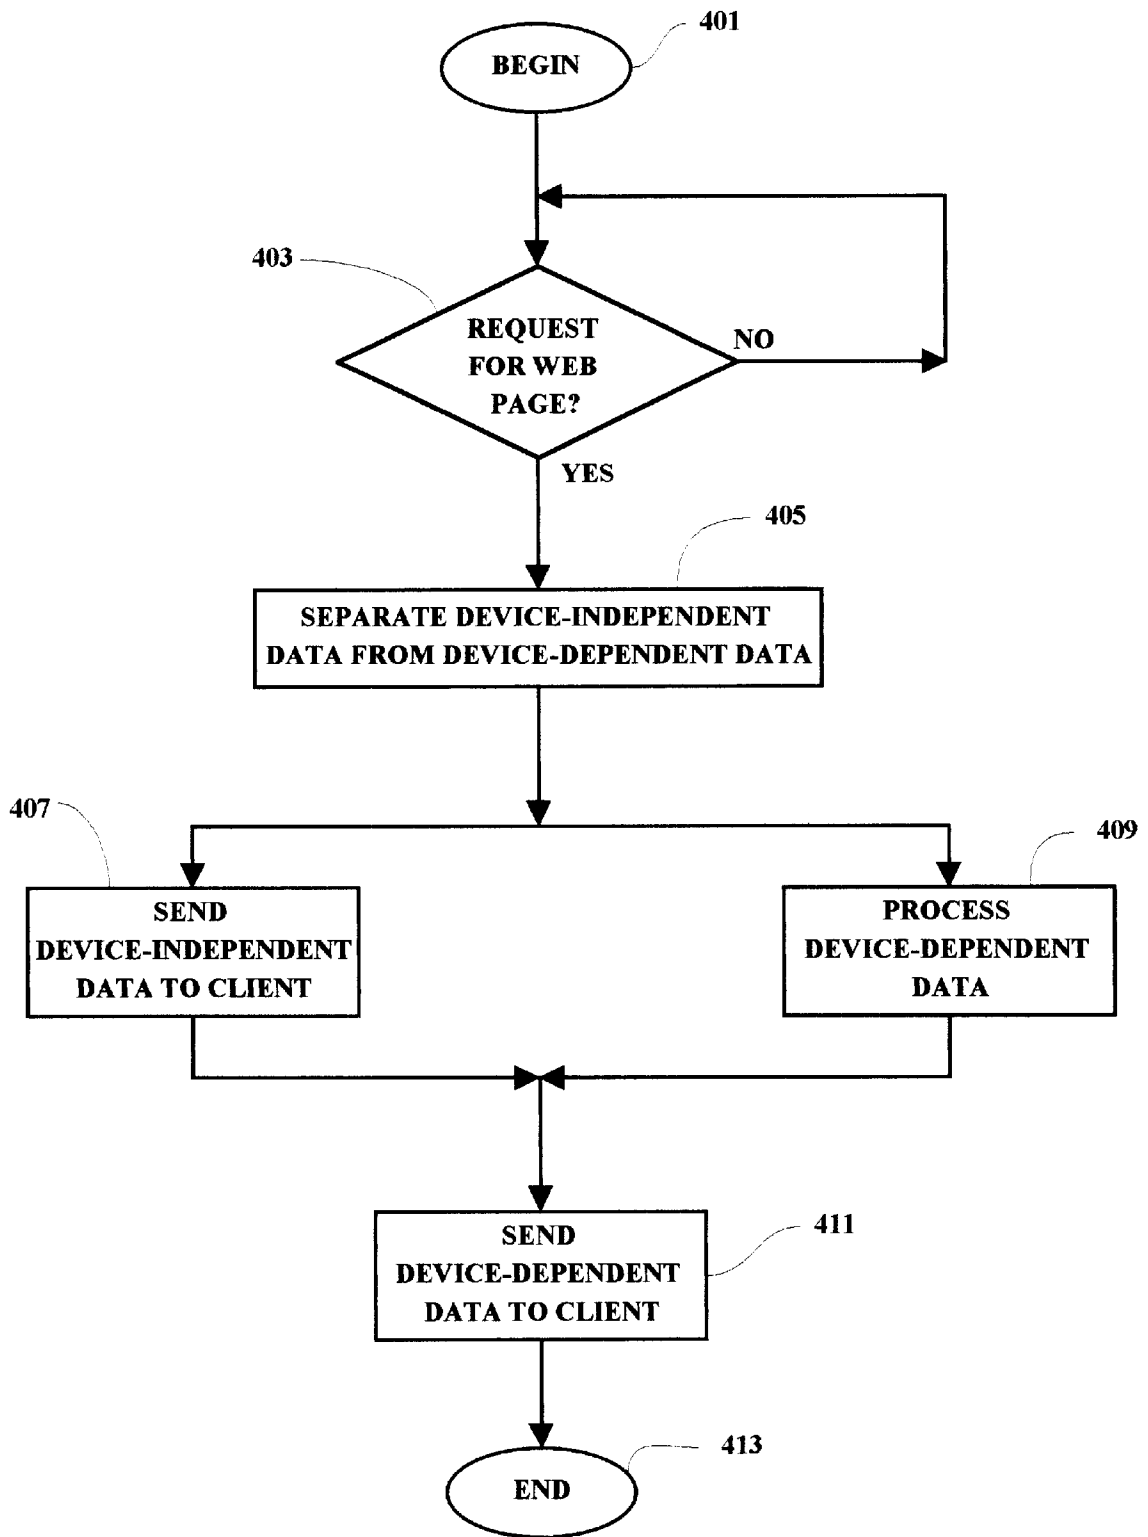 401
BEGIN
403
REQUEST
FOR WEB
PAGE?
NO
YES
405
SEPARATE DEVICE-INDEPENDENT
DATA FROM DEVICE-DEPENDENT DATA
407
SEND
DEVICE-INDEPENDENT
DATA TO CLIENT
409
PROCESS
DEVICE-DEPENDENT
DATA
SEND
DEVICE-DEPENDENT
DATA TO CLIENT
411
413
END